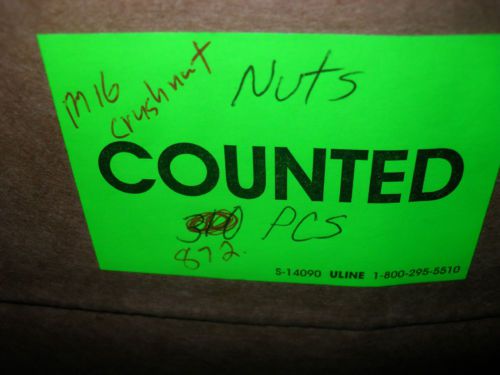 M16 crushnut
Nuts
COUNTED
PCS
872.
S-14090 ULINE 1-800-295-5510